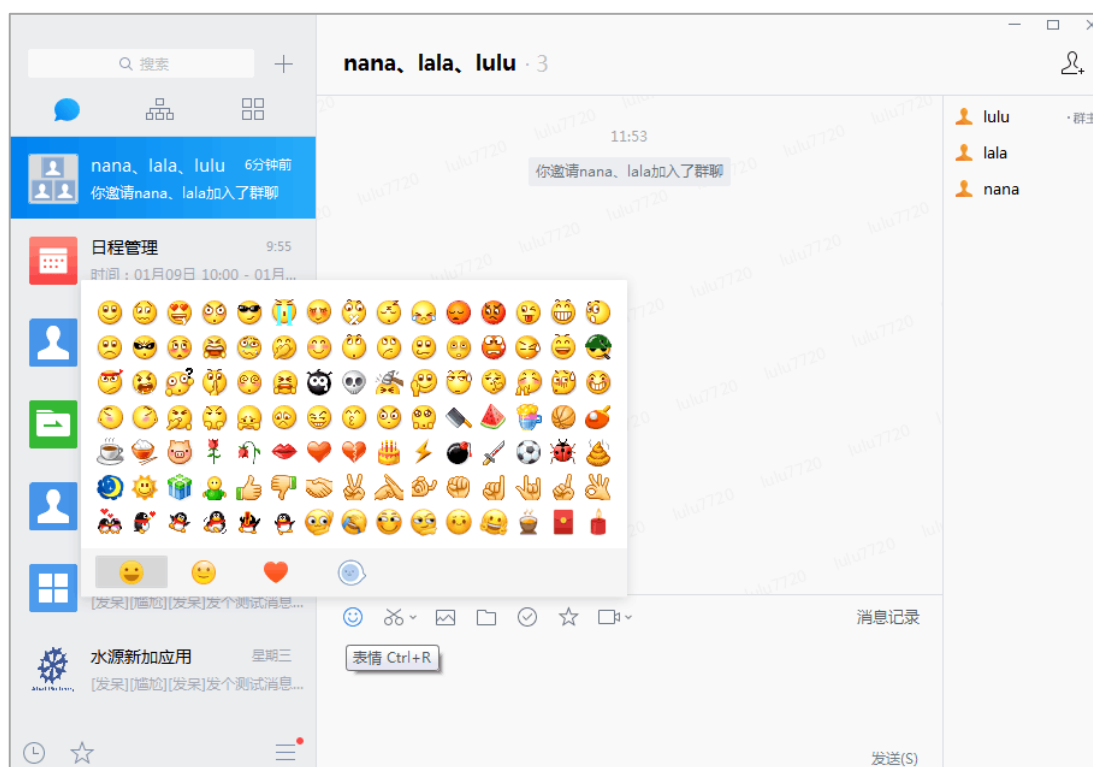 搜索
nana、lala、lulu · 3
nana、lala、lulu 6分钟前
你邀请nana、lala加入了群聊
日程管理 9:55
时间：01月09日 10:00 - 01月...
[发呆][尴尬][发呆]发个测试消息...
水源新加应用 星期三
[发呆][尴尬][发呆]发个测试消息...
11:53
你邀请nana、lala加入了群聊
lulu7720
lulu ·群主
lala
nana
消息记录
表情 Ctrl+R
发送(S)